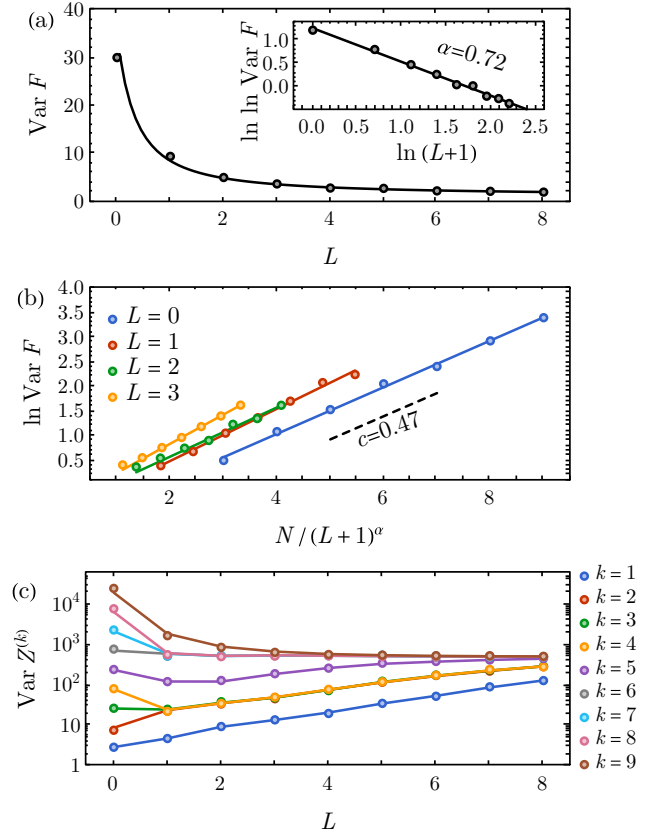 (a)
Var F
40
30
20
10
0
0
2
4
6
8
L
ln ln Var F
1.0
0.5
0.0
α=0.72
0.0
0.5
1.0
1.5
2.0
2.5
ln (L+1)
(b)
ln Var F
4.0
3.5
3.0
2.5
2.0
1.5
1.0
0.5
L = 0
L = 1
L = 2
L = 3
c=0.47
2
4
6
8
N / (L + 1)^α
(c)
Var Z^(k)
10^4
10^3
10^2
10
1
0
2
4
6
8
L
k = 1
k = 2
k = 3
k = 4
k = 5
k = 6
k = 7
k = 8
k = 9